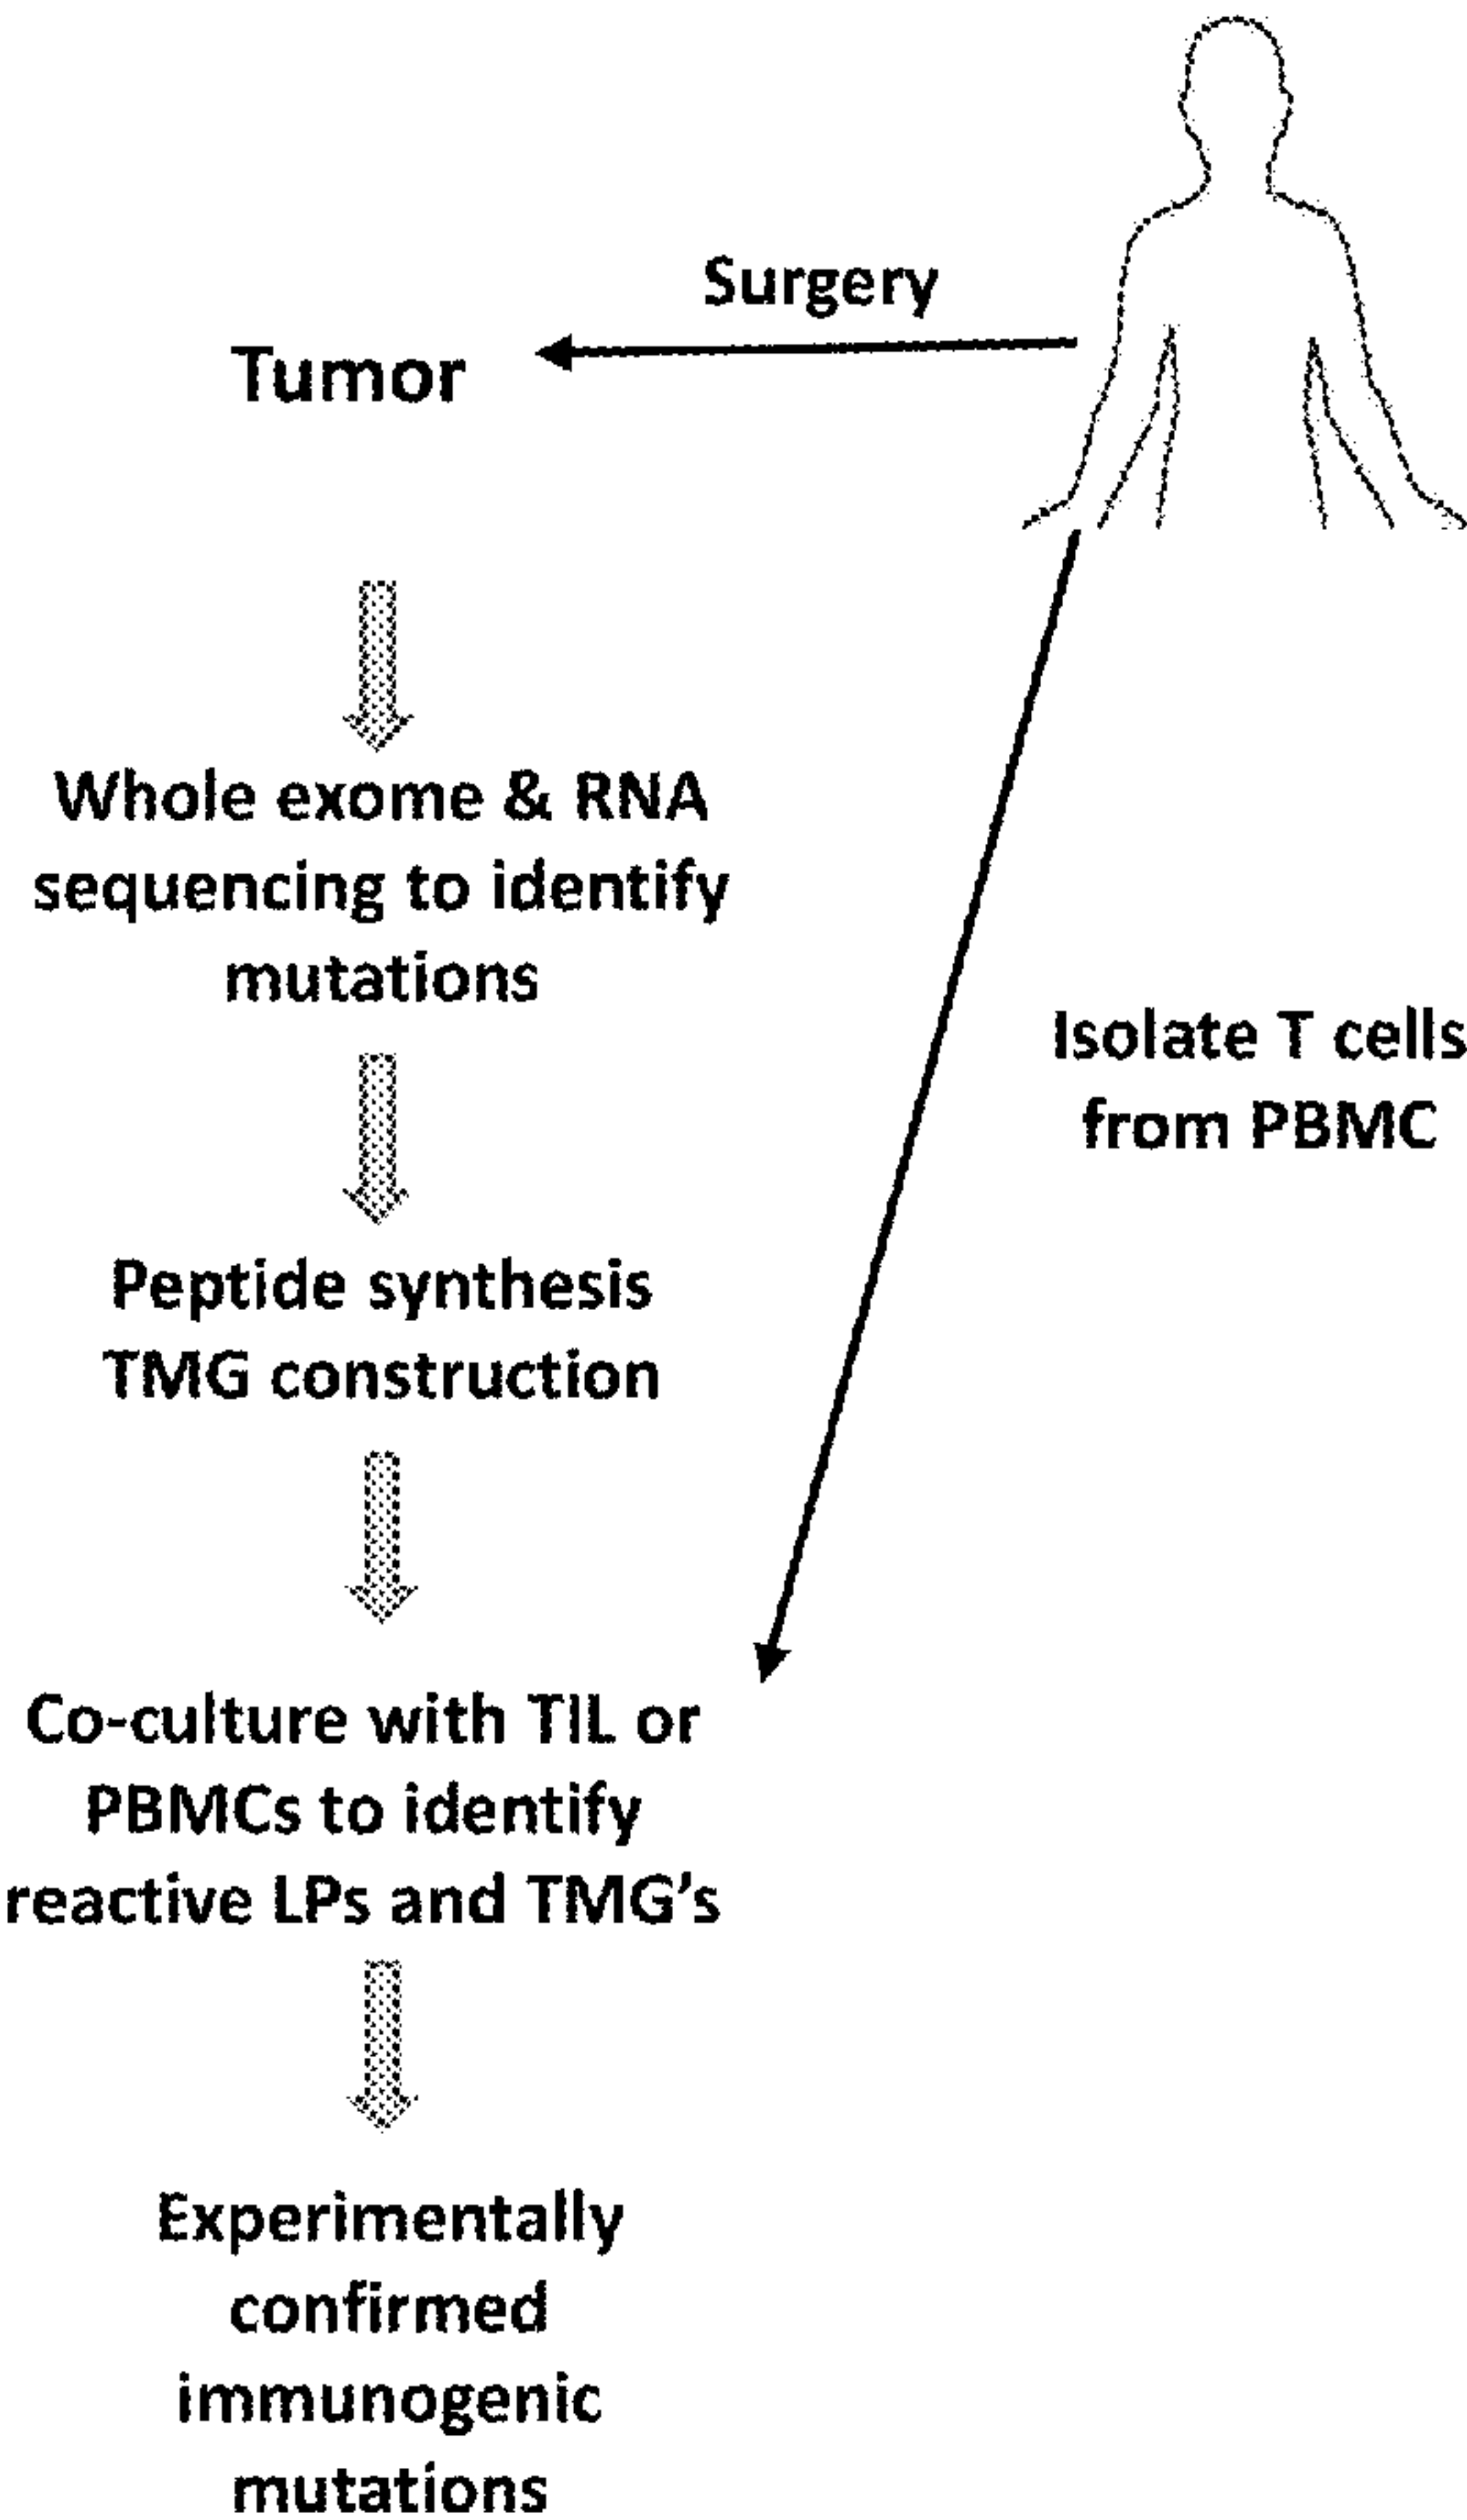 Surgery
Tumor
Whole exome & RNA
sequencing to identify
mutations
Isolate T cells
from PBMC
Peptide synthesis
TMG construction
Co-culture with TIL or
PBMCs to identify
reactive LPs and TMG's
Experimentally
confirmed
immunogenic
mutations